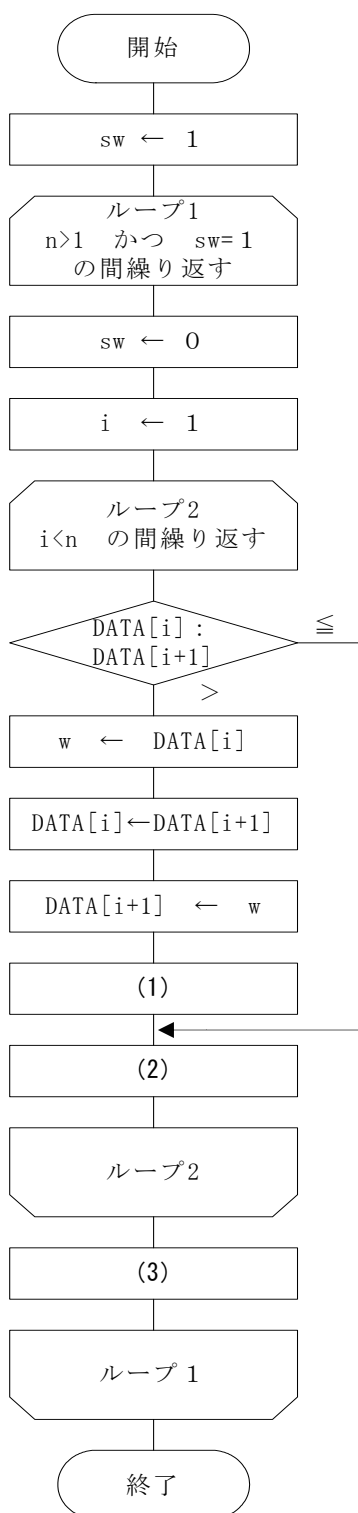 開始
sw ← 1
ループ1
n>1 かつ sw=1
の間繰り返す
sw ← 0
i ← 1
ループ2
i<n の間繰り返す
DATA[i]:
DATA[i+1]
≦
>
w ← DATA[i]
DATA[i]←DATA[i+1]
DATA[i+1] ← w
(1)
(2)
ループ2
(3)
ループ1
終了